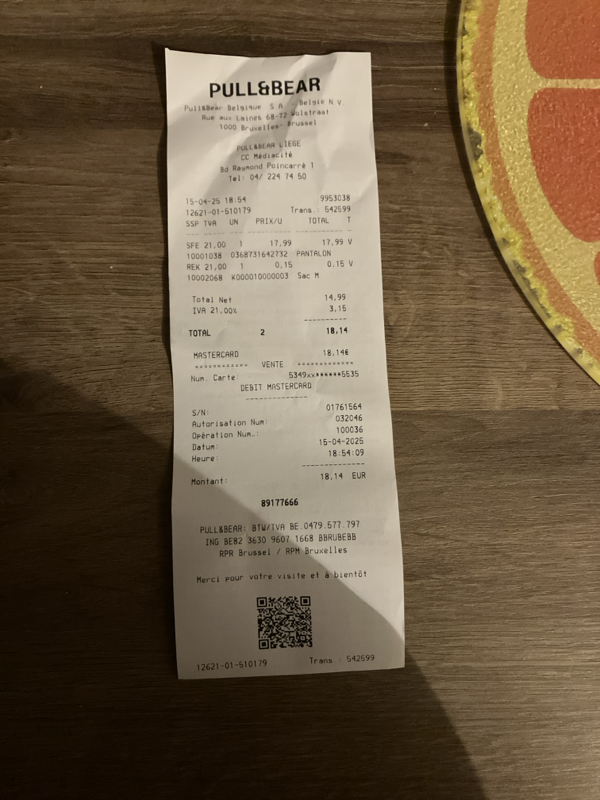 PULL&BEAR
Pull&Bear Belgique S.A. - Belgie N.V.
Rue aux Laines 68-72 Wolstraat
1000 Bruxelles- Brussel
PULL&BEAR LIEGE
CC Médiacité
Bd Raymond Poincarré 1
Tel: 04/ 224 74 50
15-04-25 18:54 9953038
12621-01-510179 Trans.: 542599
SSP TVA UN PRIX/U TOTAL T
SFE 21,00 1 17,99 17,99 V
10001038 0368731642732 PANTALON
REK 21,00 1 0,15 0,15 V
10002068 K000010000003 Sac M
Total Net 14,99
IVA 21.00% 3,15
TOTAL 2 18,14
MASTERCARD 18,14€
*********** VENTE ***********
Num. Carte: 5349xx******5535
DEBIT MASTERCARD
S/N: 01761564
Autorisation Num: 032046
Opération Num.: 100036
Datum: 15-04-2025
Heure: 18:54:09
Montant: 18,14 EUR
89177666
PULL&BEAR: BTW/TVA BE.0479.577.797
ING BE82 3630 9607 1668 BBRUBEBB
RPR Brussel / RPM Bruxelles
Merci pour votre visite et à bientôt
12621-01-510179 Trans.: 542599